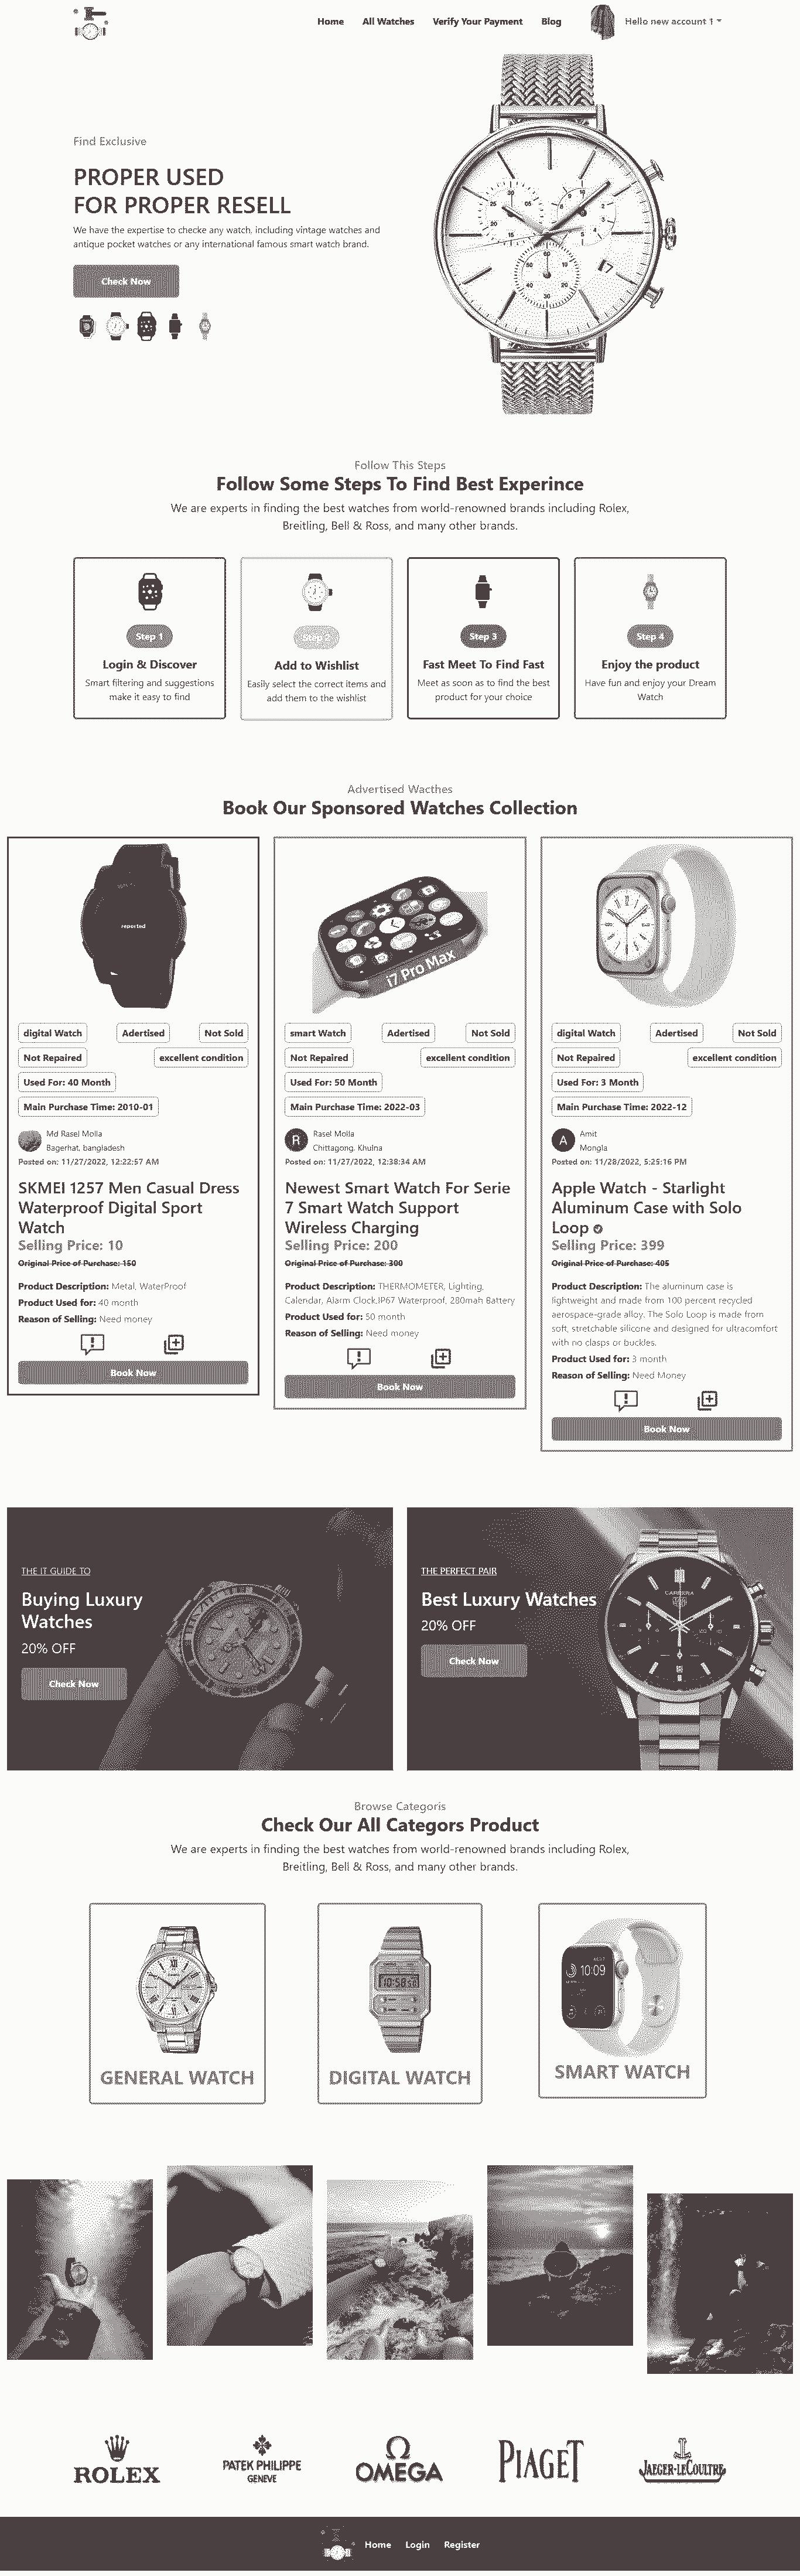 Home All Watches Verify Your Payment Blog Hello new account 1
Find Exclusive
PROPER USED
FOR PROPER RESELL
We have the expertise to checke any watch, including vintage watches and
antique pocket watches or any international famous smart watch brand.
Check Now
Follow This Steps
Follow Some Steps To Find Best Experince
We are experts in finding the best watches from world-renowned brands including Rolex,
Breitling, Bell & Ross, and many other brands.
Step 1
Login & Discover
Smart filtering and suggestions
make it easy to find
Step 2
Add to Wishlist
Easily select the correct items and
add them to the wishlist
Step 3
Fast Meet To Find Fast
Meet as soon as to find the best
product for your choice
Step 4
Enjoy the product
Have fun and enjoy your Dream
Watch
Advertised Wacthes
Book Our Sponsored Watches Collection
reported
digital Watch Adertised Not Sold
Not Repaired excellent condition
Used For: 40 Month
Main Purchase Time: 2010-01
Md Rasel Molla
Bagerhat, bangladesh
Posted on: 11/27/2022, 12:22:57 AM
SKMEI 1257 Men Casual Dress
Waterproof Digital Sport
Watch
Selling Price: 10
Original Price of Purchase: 150
Product Description: Metal, WaterProof
Product Used for: 40 month
Reason of Selling: Need money
Book Now
i7 Pro Max
smart Watch Adertised Not Sold
Not Repaired excellent condition
Used For: 50 Month
Main Purchase Time: 2022-03
R
Rasel Molla
Chittagong, Khulna
Posted on: 11/27/2022, 12:38:34 AM
Newest Smart Watch For Serie
7 Smart Watch Support
Wireless Charging
Selling Price: 200
Original Price of Purchase: 300
Product Description: THERMOMETER, Lighting,
Calendar, Alarm Clock,IP67 Waterproof, 280mah Battery
Product Used for: 50 month
Reason of Selling: Need money
Book Now
digital Watch Adertised Not Sold
Not Repaired excellent condition
Used For: 3 Month
Main Purchase Time: 2022-12
A
Amit
Mongla
Posted on: 11/28/2022, 5:25:16 PM
Apple Watch - Starlight
Aluminum Case with Solo
Loop
Selling Price: 399
Original Price of Purchase: 405
Product Description: The aluminum case is
lightweight and made from 100 percent recycled
aerospace-grade alloy. The Solo Loop is made from
soft, stretchable silicone and designed for ultracomfort
with no clasps or buckles.
Product Used for: 3 month
Reason of Selling: Need Money
Book Now
THE IT GUIDE TO
Buying Luxury
Watches
20% OFF
Check Now
THE PERFECT PAIR
Best Luxury Watches
20% OFF
Check Now
CARRERA
Browse Categoris
Check Our All Categors Product
We are experts in finding the best watches from world-renowned brands including Rolex,
Breitling, Bell & Ross, and many other brands.
GENERAL WATCH
10:58
DIGITAL WATCH
10:09
SMART WATCH
ROLEX
PATEK PHILIPPE
GENEVE
OMEGA
PIAGET
JAEGER-LECOULTRE
Home Login Register